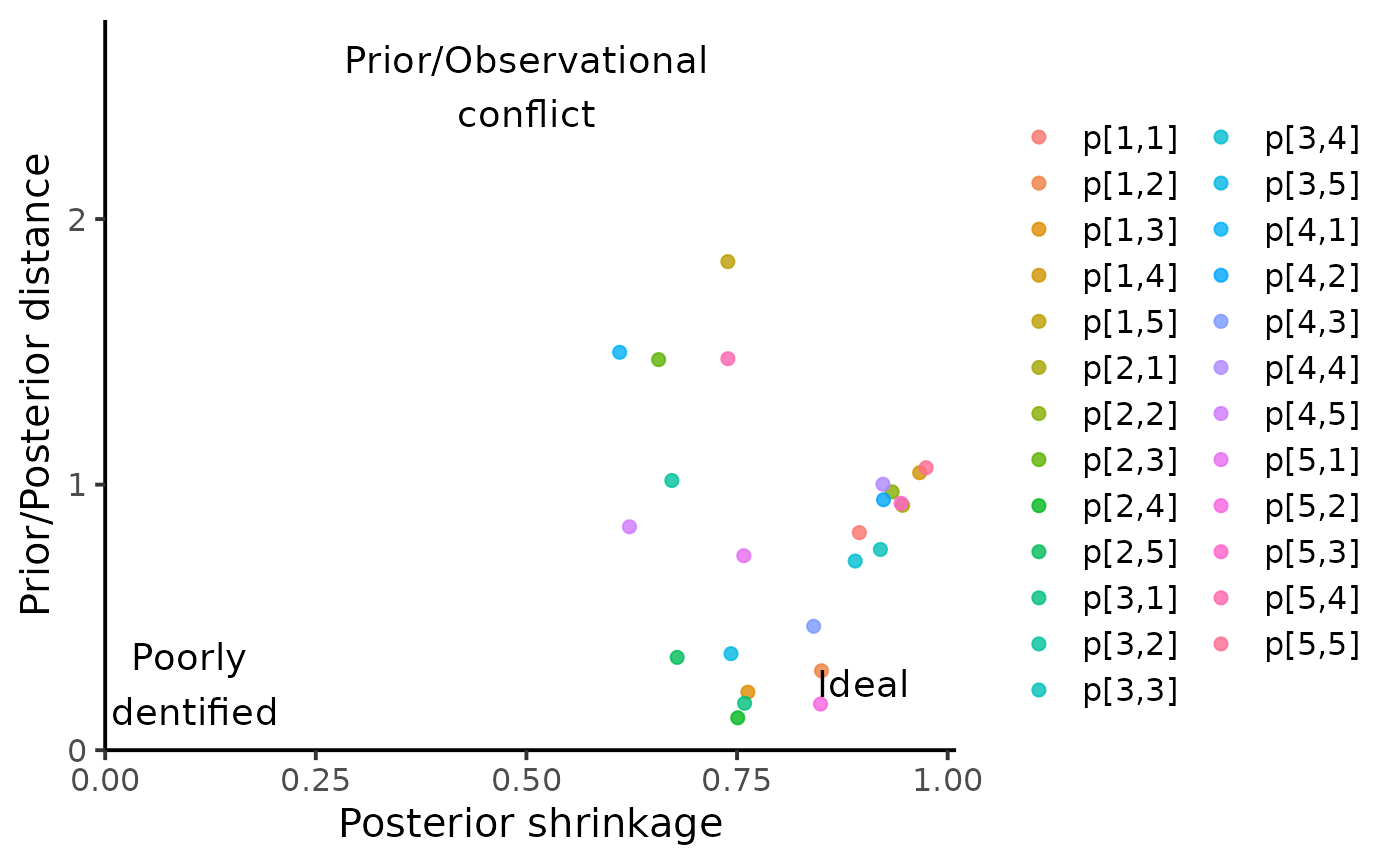 Prior/Observational
conflict
Prior/Posterior distance
2
1
0
Poorly
dentified
Ideal
0.00
0.25
0.50
0.75
1.00
Posterior shrinkage
p[1,1]
p[1,2]
p[1,3]
p[1,4]
p[1,5]
p[2,1]
p[2,2]
p[2,3]
p[2,4]
p[2,5]
p[3,1]
p[3,2]
p[3,3]
p[3,4]
p[3,5]
p[4,1]
p[4,2]
p[4,3]
p[4,4]
p[4,5]
p[5,1]
p[5,2]
p[5,3]
p[5,4]
p[5,5]